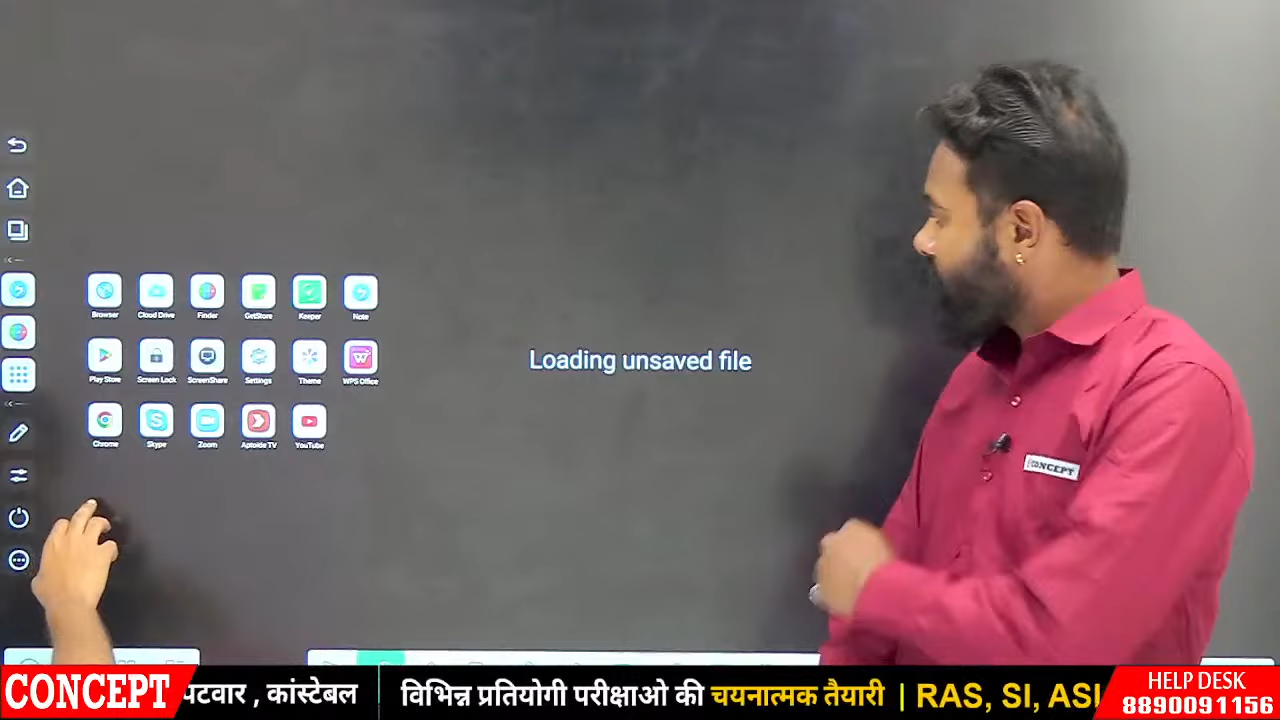 Browser Cloud Drive Finder GetStore Keeper Note
Loading unsaved file
Play Store Screen Lock ScreenShare Settings Theme WPS Office
Chrome Skype Zoom Aptoide TV YouTube
CONCEPT
CONCEPT
पटवार , कांस्टेबल
विभिन्न प्रतियोगी परीक्षाओ की चयनात्मक तैयारी | RAS, SI, ASI
HELP DESK
8890091156